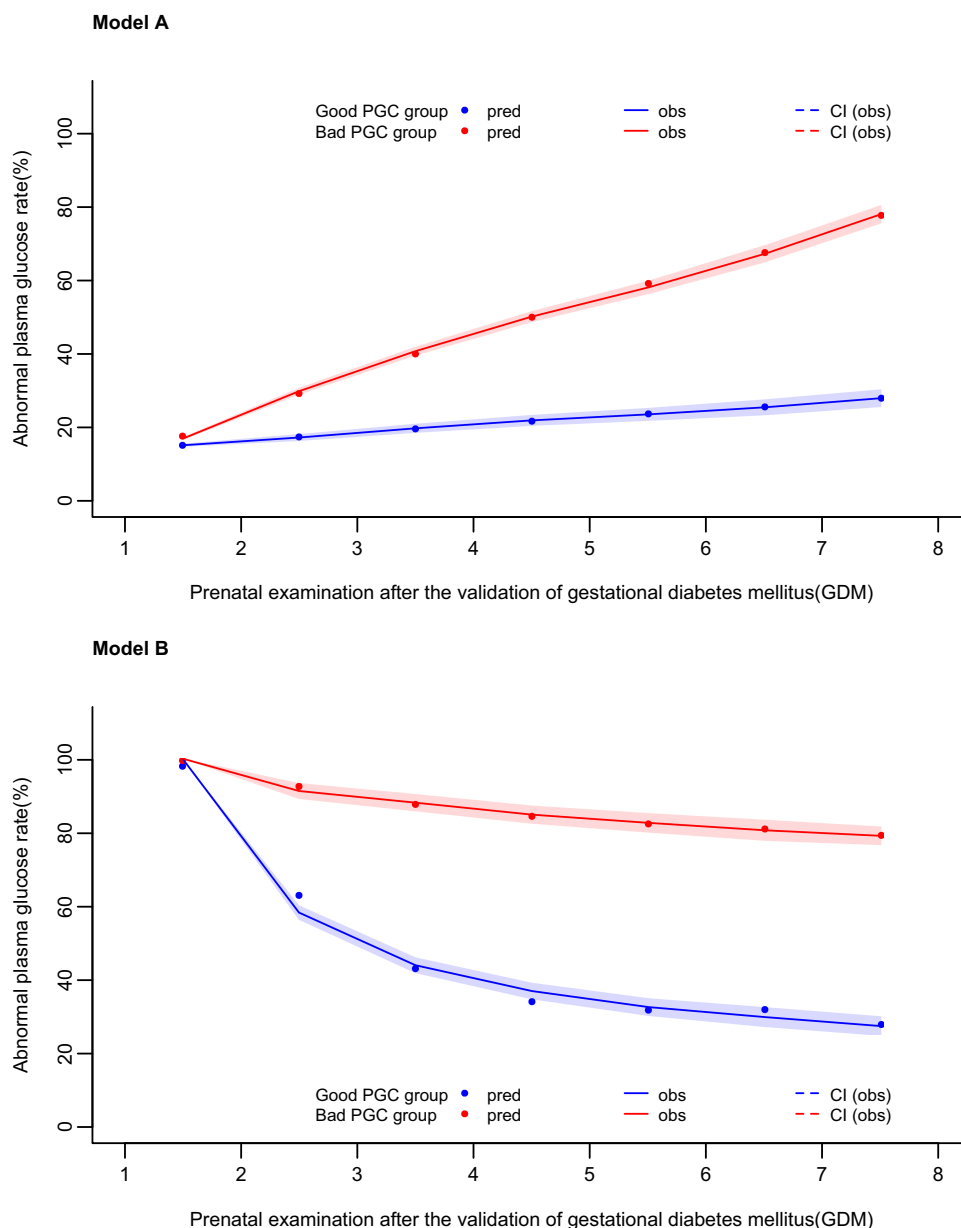 Model A
Good PGC group pred obs CI (obs)
Bad PGC group pred obs CI (obs)
Abnormal plasma glucose rate(%)
100
80
60
40
20
0
1 2 3 4 5 6 7 8
Prenatal examination after the validation of gestational diabetes mellitus(GDM)
Model B
Abnormal plasma glucose rate(%)
100
80
60
40
20
0
Good PGC group pred obs CI (obs)
Bad PGC group pred obs CI (obs)
1 2 3 4 5 6 7 8
Prenatal examination after the validation of gestational diabetes mellitus(GDM)